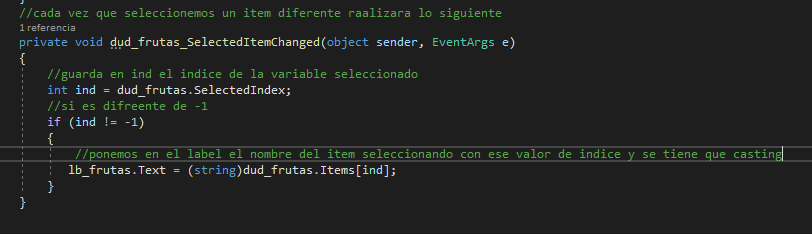 }
//cada vez que seleccionemos un item diferente raalizara lo siguiente
1 referencia
private void dud_frutas_SelectedItemChanged(object sender, EventArgs e)
{
//guarda en ind el indice de la variable seleccionado
int ind = dud_frutas.SelectedIndex;
//si es difreente de -1
if (ind != -1)
{
//ponemos en el label el nombre del item seleccionando con ese valor de indice y se tiene que casting
lb_frutas.Text = (string)dud_frutas.Items[ind];
}
}